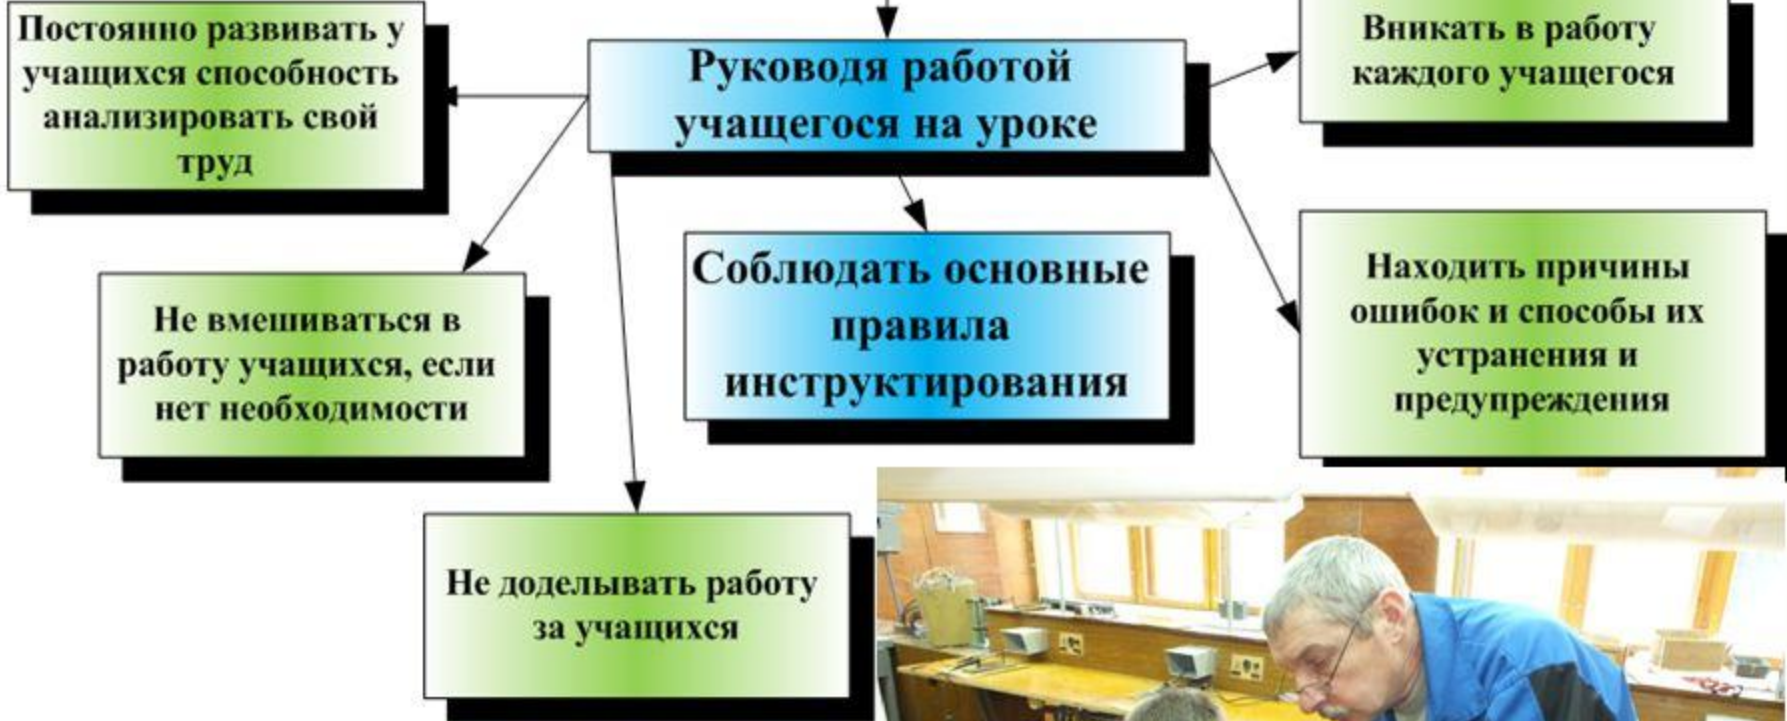 Постоянно развивать у
учащихся способность
анализировать свой
труд
Руководя работой
учащегося на уроке
Вникать в работу
каждого учащегося
Не вмешиваться в
работу учащихся, если
нет необходимости
Соблюдать основные
правила
инструктирования
Находить причины
ошибок и способы их
устранения и
предупреждения
Не доделывать работу
за учащихся